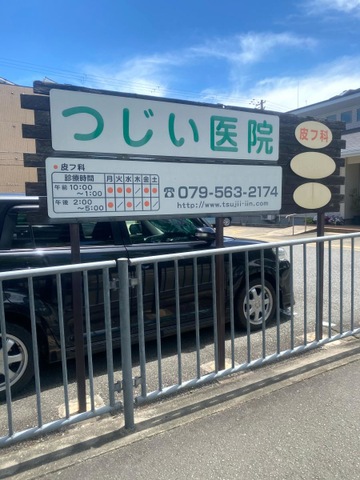 つじい医院
皮フ科
●皮フ科
診療時間 月 火 水 木 金 土
午前 10:00〜1:00
午後 2:00〜5:00
☎079-563-2174
http://www.tsujii-iin.com